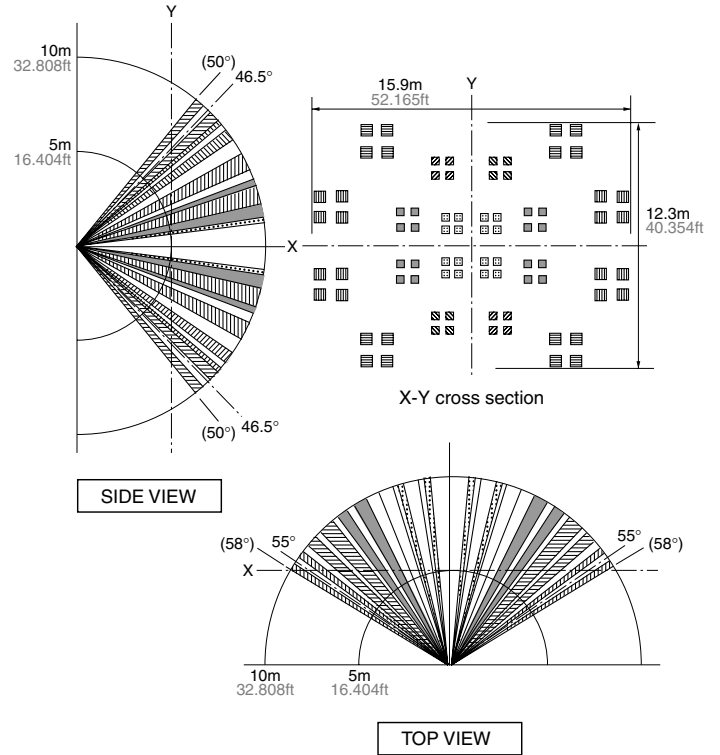 Y
10m
32.808ft
(50°)
46.5°
5m
16.404ft
X
(50°)
46.5°
SIDE VIEW
Y
15.9m
52.165ft
12.3m
40.354ft
X-Y cross section
(58°)
55°
55°
(58°)
X
10m
32.808ft
5m
16.404ft
TOP VIEW